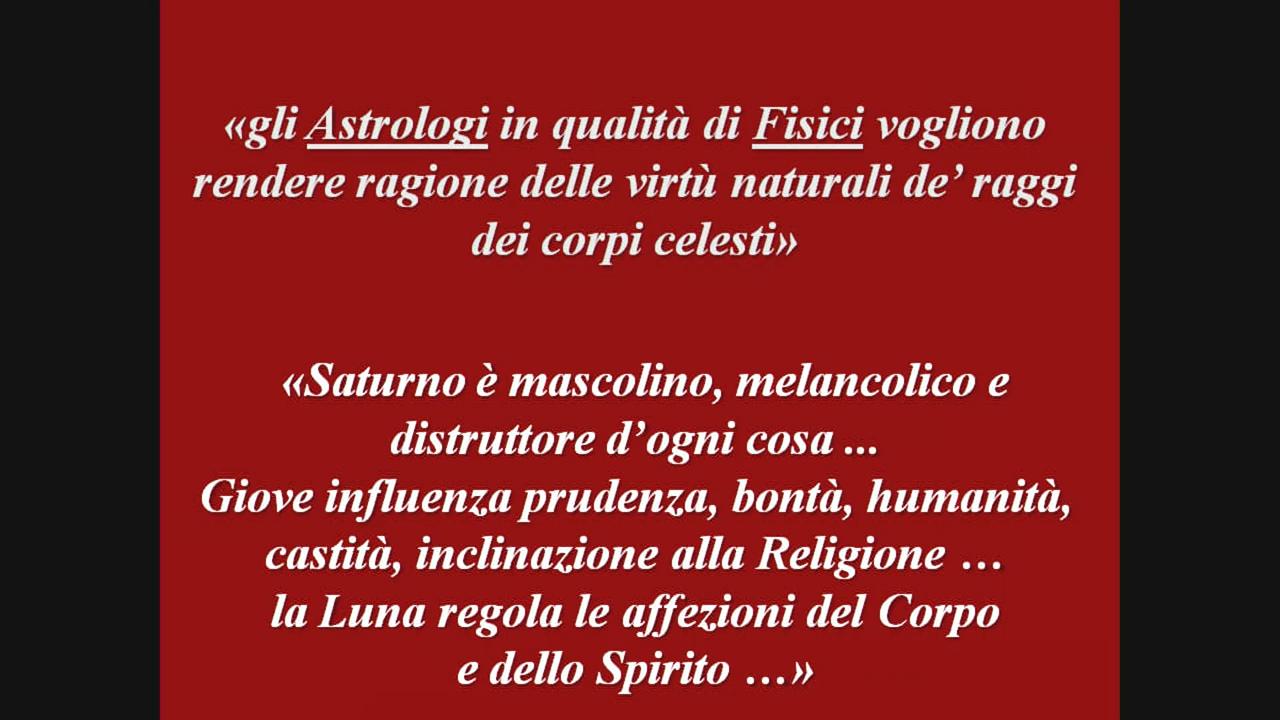 «gli Astrologi in qualità di Fisici vogliono
rendere ragione delle virtù naturali de’ raggi
dei corpi celesti»
«Saturno è mascolino, melancolico e
distruttore d’ogni cosa ...
Giove influenza prudenza, bontà, humanità,
castità, inclinazione alla Religione …
la Luna regola le affezioni del Corpo
e dello Spirito …»